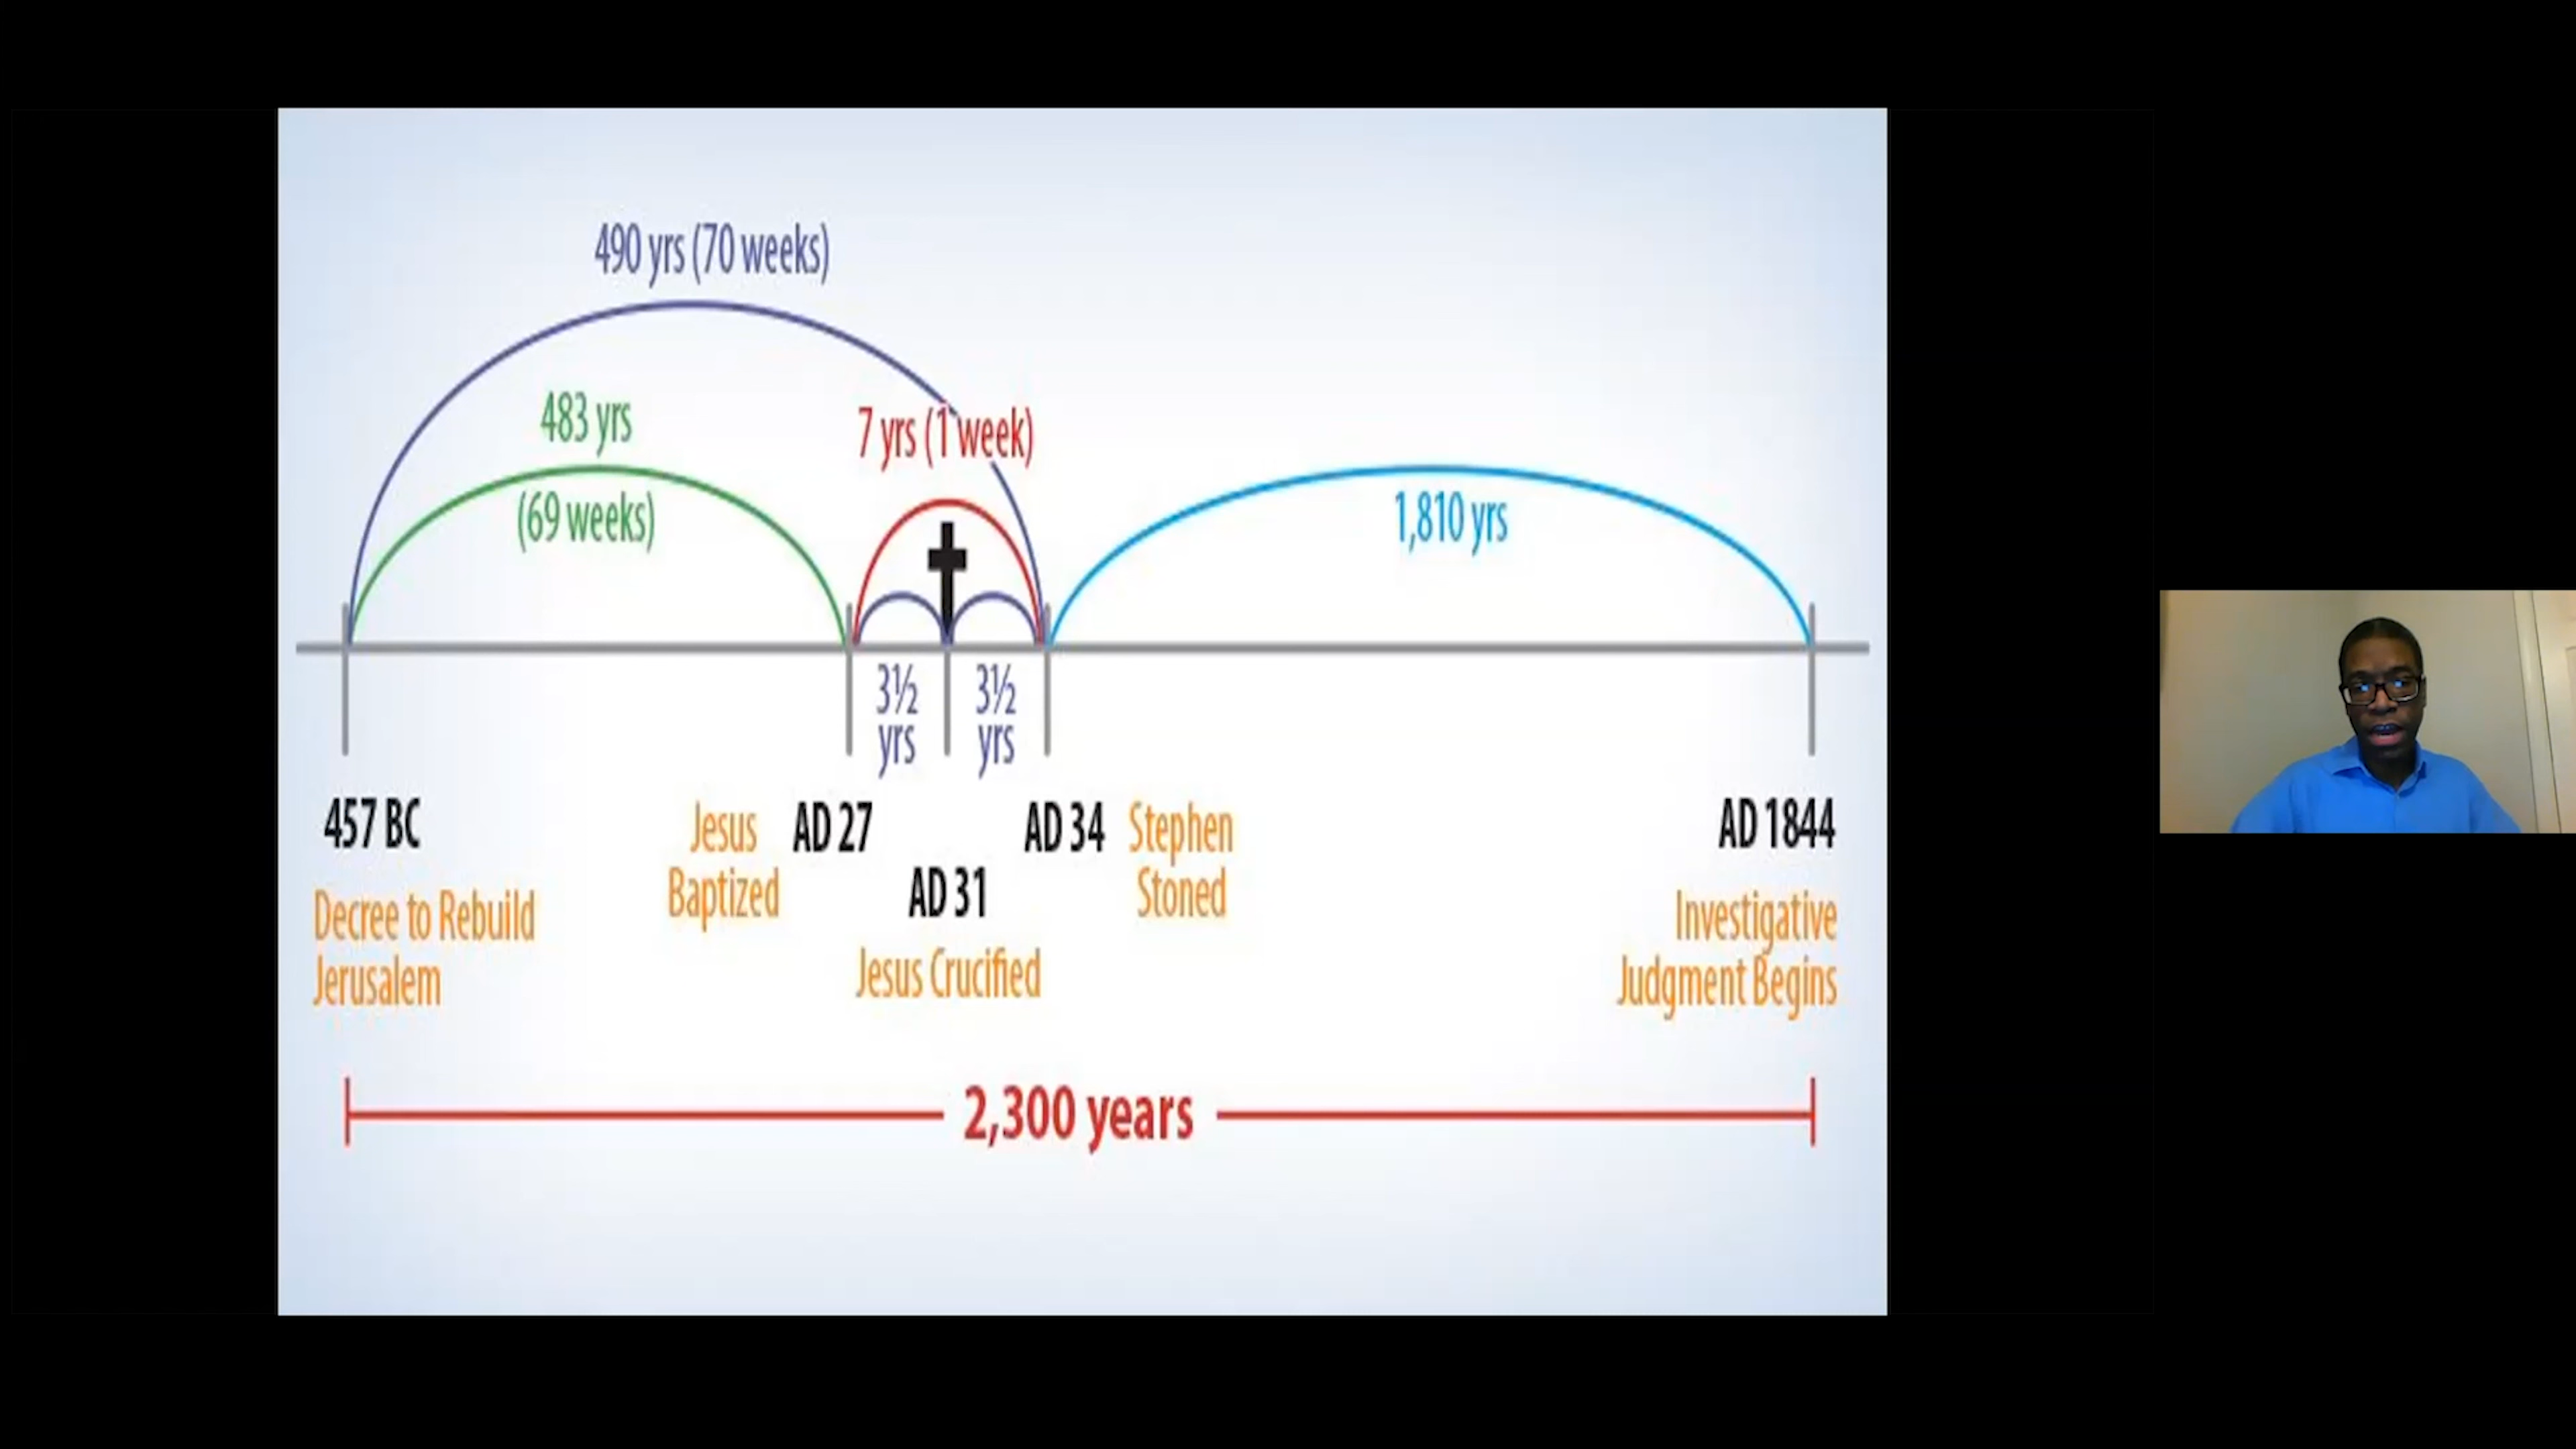 490 yrs (70 weeks)
483 yrs
(69 weeks)
7 yrs (1 week)
1,810 yrs
3½
yrs
3½
yrs
457 BC
Decree to Rebuild
Jerusalem
Jesus
Baptized
AD 27
AD 31
Jesus Crucified
AD 34
Stephen
Stoned
AD 1844
Investigative
Judgment Begins
2,300 years